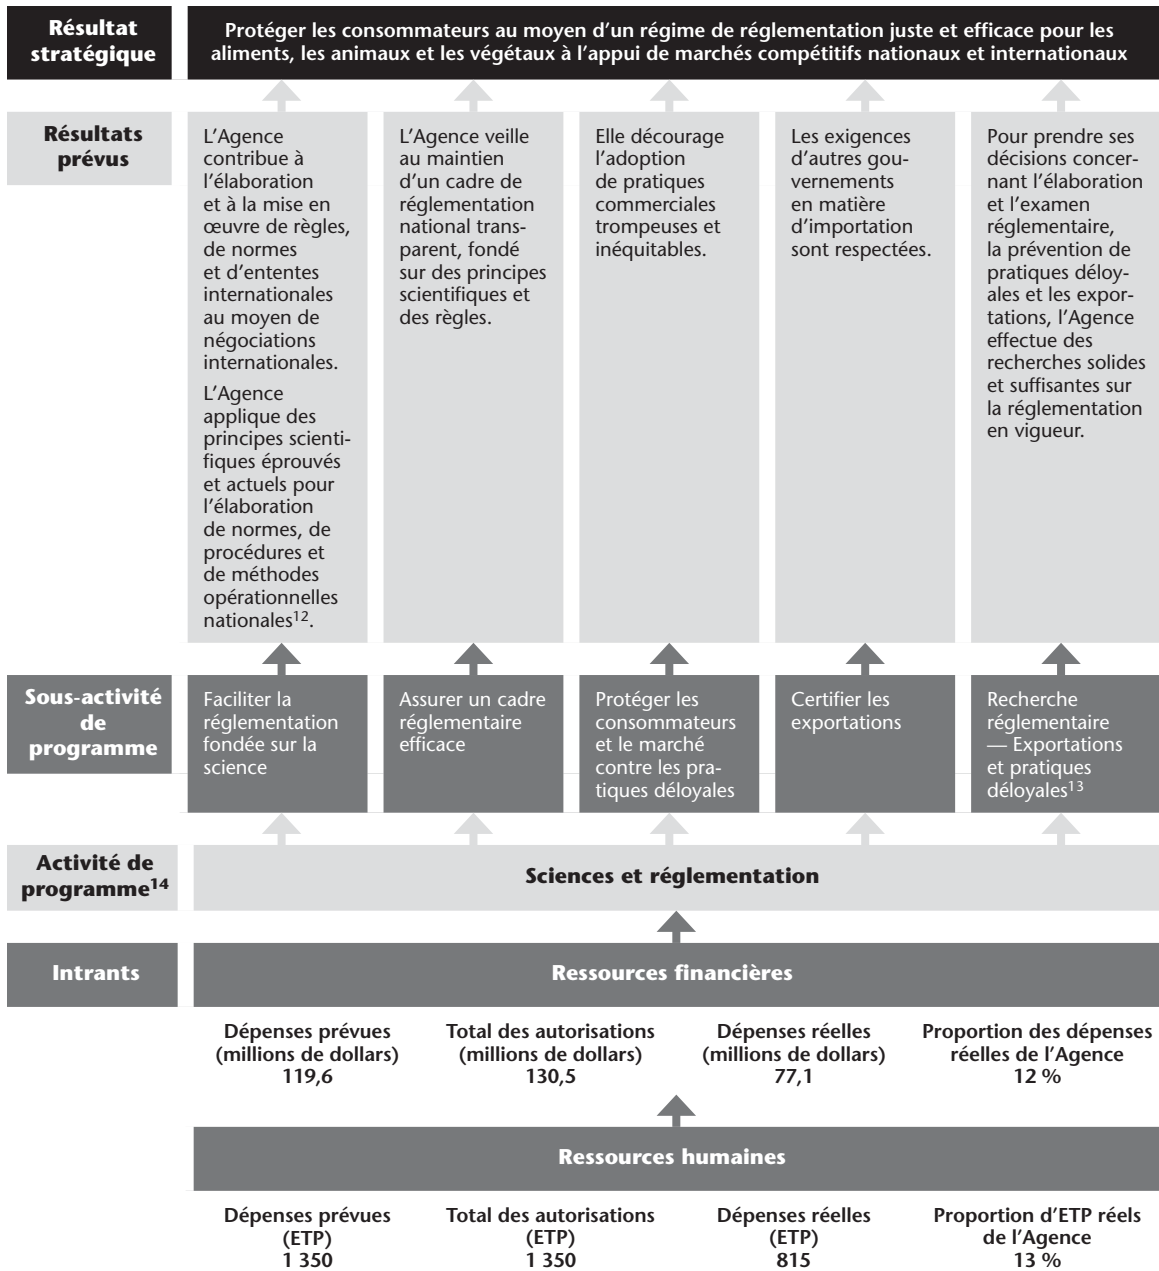 Résultat
stratégique
Protéger les consommateurs au moyen d'un régime de réglementation juste et efficace pour les
aliments, les animaux et les végétaux à l'appui de marchés compétitifs nationaux et internationaux
Résultats
prévus
L'Agence
contribue à
l'élaboration
et à la mise en
œuvre de règles,
de normes
et d'ententes
internationales
au moyen de
négociations
internationales.
L'Agence
applique des
principes scienti-
fiques éprouvés
et actuels pour
l'élaboration
de normes, de
procédures et
de méthodes
opérationnelles
nationales12.
L'Agence veille
au maintien
d'un cadre de
réglementation
national trans-
parent, fondé
sur des principes
scientifiques et
des règles.
Elle décourage
l'adoption
de pratiques
commerciales
trompeuses et
inéquitables.
Les exigences
d'autres gou-
vernements
en matière
d'importation
sont respectées.
Pour prendre ses
décisions concer-
nant l'élaboration
et l'examen
réglementaire,
la prévention de
pratiques déloy-
ales et les expor-
tations, l'Agence
effectue des
recherches solides
et suffisantes sur
la réglementation
en vigueur.
Sous-activité
de
programme
Faciliter la
réglementation
fondée sur la
science
Assurer un cadre
réglementaire
efficace
Protéger les
consommateurs
et le marché
contre les pra-
tiques déloyales
Certifier les
exportations
Recherche
réglementaire
— Exportations
et pratiques
déloyales13
Activité de
programme14
Sciences et réglementation
Intrants
Ressources financières
Dépenses prévues
(millions de dollars)
119,6
Total des autorisations
(millions de dollars)
130,5
Dépenses réelles
(millions de dollars)
77,1
Proportion des dépenses
réelles de l'Agence
12 %
Ressources humaines
Dépenses prévues
(ETP)
1 350
Total des autorisations
(ETP)
1 350
Dépenses réelles
(ETP)
815
Proportion d'ETP réels
de l'Agence
13 %